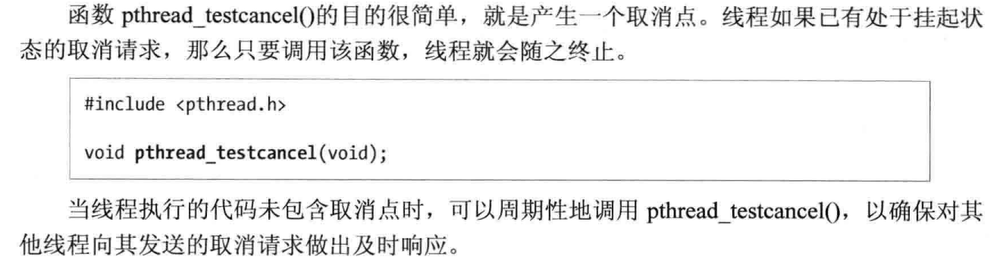 函数 pthread_testcancel()的目的很简单，就是产生一个取消点。线程如果已有处于挂起状
态的取消请求，那么只要调用该函数，线程就会随之终止。
#include <pthread.h>
void pthread_testcancel(void);
当线程执行的代码未包含取消点时，可以周期性地调用 pthread_testcancel()，以确保对其
他线程向其发送的取消请求做出及时响应。